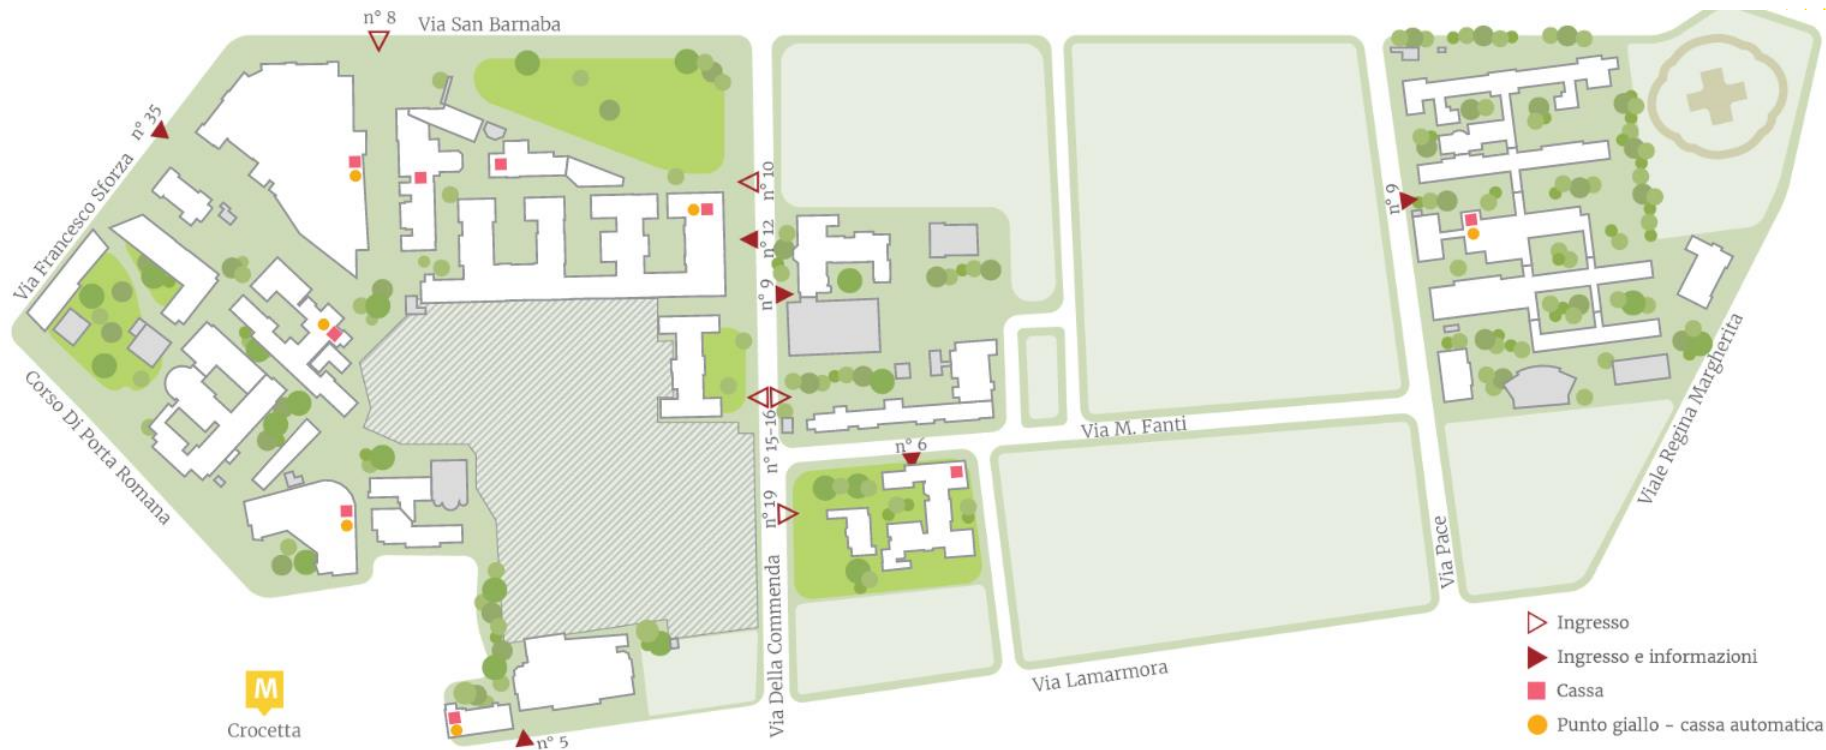 n° 8
Via San Barnaba
n° 35
Via Francesco Sforza
n° 10
n° 12
n° 9
n° 9
Corso Di Porta Romana
n° 15-16
n° 6
Via M. Fanti
Viale Regina Margherita
n° 19
Via Della Commenda
Via Pace
Via Lamarmora
M
Crocetta
n° 5
Ingresso
Ingresso e informazioni
Cassa
Punto giallo - cassa automatica